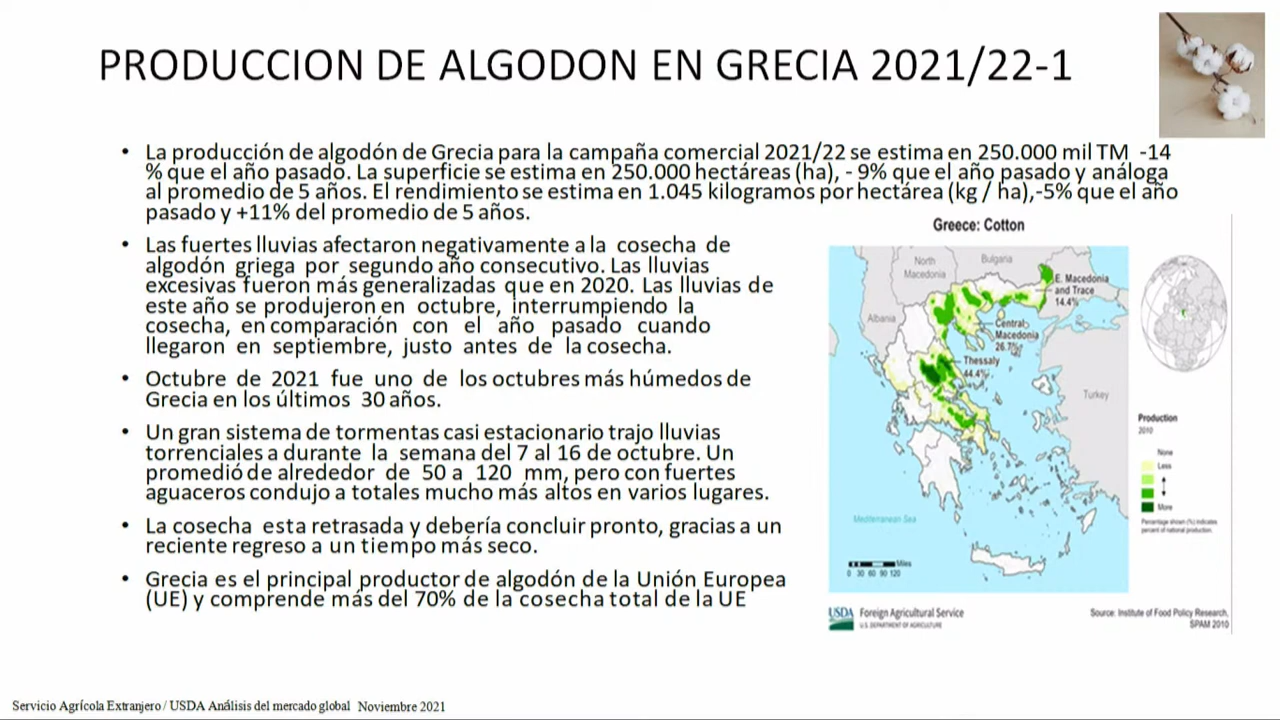 PRODUCCION DE ALGODON EN GRECIA 2021/22-1
• La producción de algodón de Grecia para la campaña comercial 2021/22 se estima en 250.000 mil TM -14
% que el año pasado. La superficie se estima en 250.000 hectáreas (ha), - 9% que el año pasado y análoga
al promedio de 5 años. El rendimiento se estima en 1.045 kilogramos por hectárea (kg / ha),-5% que el año
pasado y +11% del promedio de 5 años.
• Las fuertes lluvias afectaron negativamente a la cosecha de
algodón griega por segundo año consecutivo. Las lluvias
excesivas fueron más generalizadas que en 2020. Las lluvias de
este año se produjeron en octubre, interrumpiendo la
cosecha, en comparación con el año pasado cuando
llegaron en septiembre, justo antes de la cosecha.
• Octubre de 2021 fue uno de los octubres más húmedos de
Grecia en los últimos 30 años.
• Un gran sistema de tormentas casi estacionario trajo lluvias
torrenciales a durante la semana del 7 al 16 de octubre. Un
promedió de alrededor de 50 a 120 mm, pero con fuertes
aguaceros condujo a totales mucho más altos en varios lugares.
• La cosecha esta retrasada y debería concluir pronto, gracias a un
reciente regreso a un tiempo más seco.
• Grecia es el principal productor de algodón de la Unión Europea
(UE) y comprende más del 70% de la cosecha total de la UE
Greece: Cotton
North
Macedonia
Bulgaria
E. Macedonia
and Trace
14.4%
Albania
Central
Macedonia
26.7%
Thessaly
44.4%
Turkey
Mediterranean Sea
Miles
0 30 60 90 120
Production
2010
None
Less
More
Percentage shown (%) indicates
percent of national production.
USDA Foreign Agricultural Service
U.S. DEPARTMENT OF AGRICULTURE
Source: Institute of Food Policy Research,
SPAM 2010
Servicio Agrícola Extranjero / USDA Análisis del mercado global Noviembre 2021